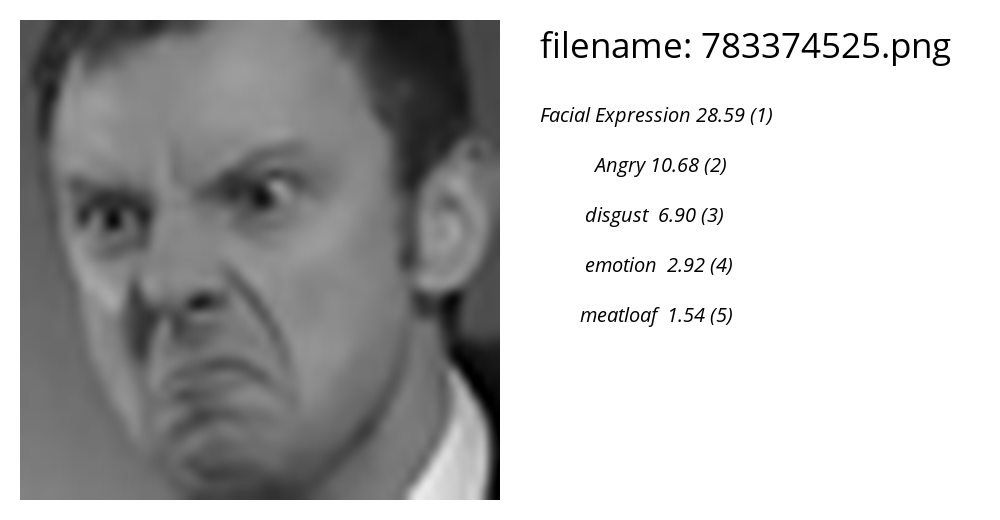 filename: 783374525.png
Facial Expression 28.59 (1)
Angry 10.68 (2)
disgust 6.90 (3)
emotion 2.92 (4)
meatloaf 1.54 (5)